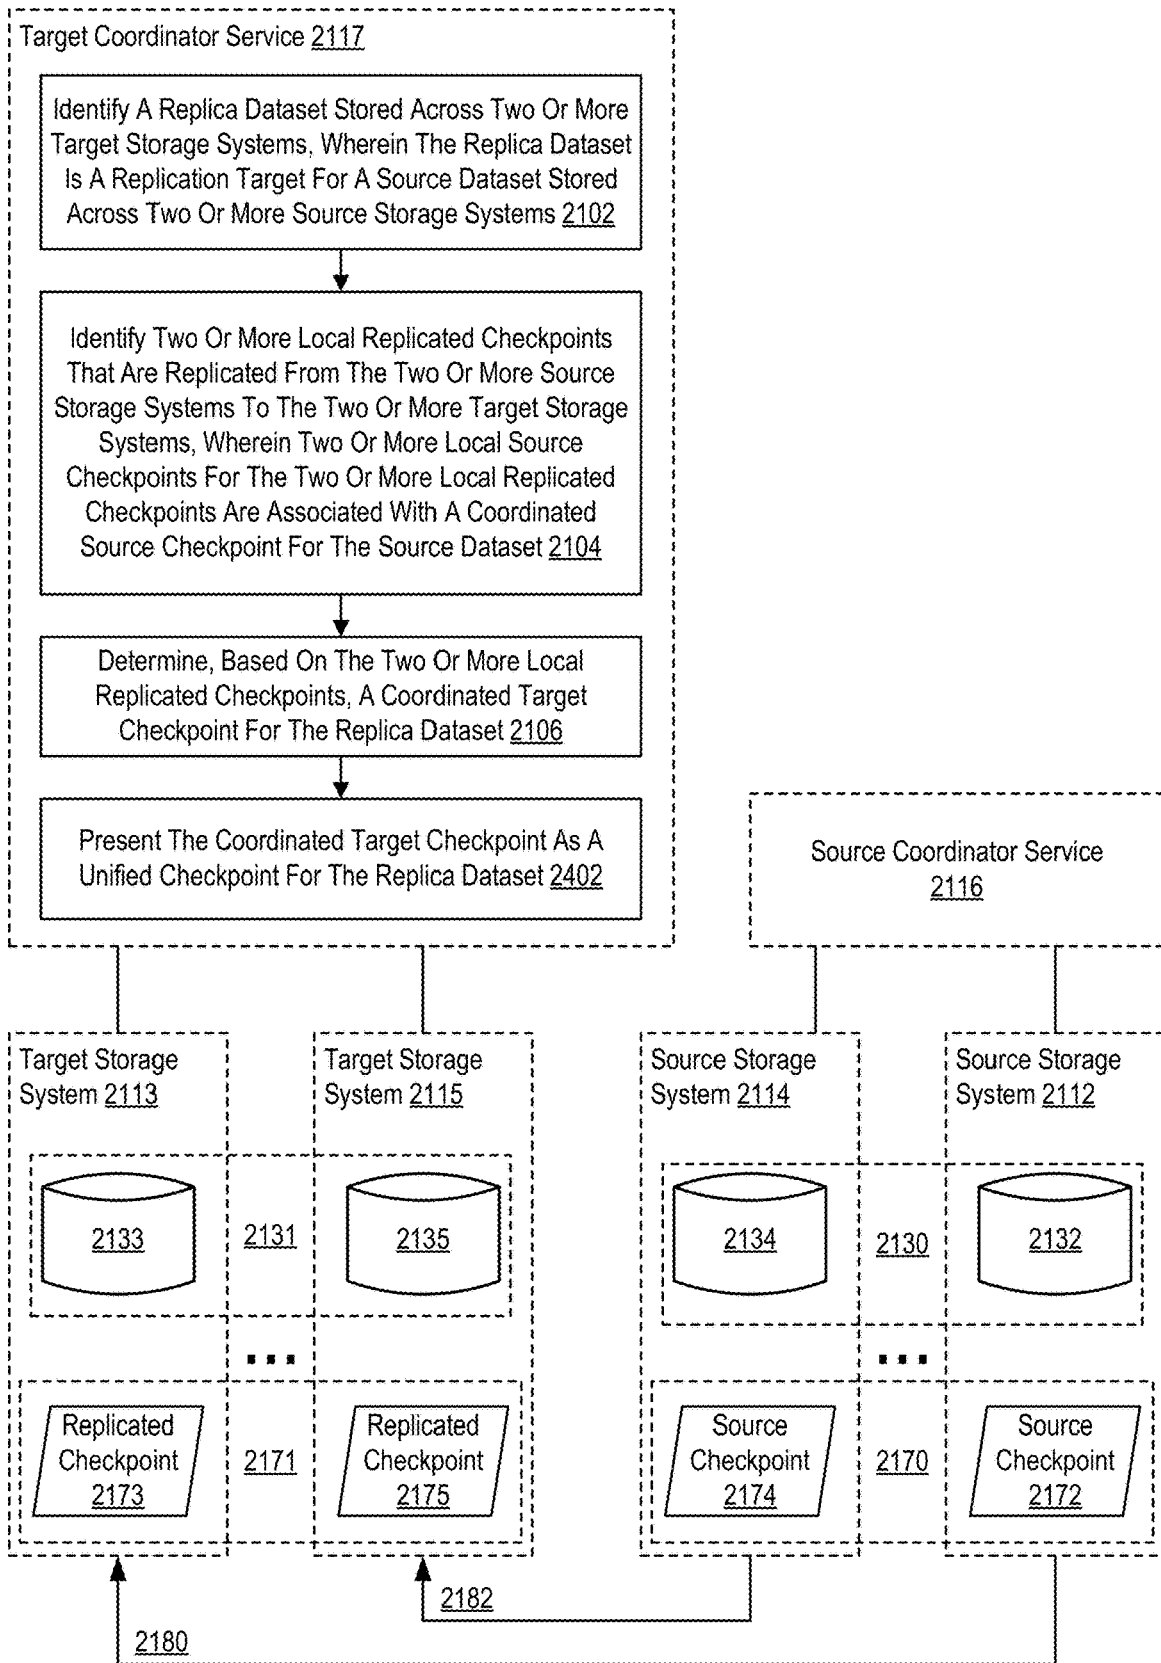 Target Coordinator Service 2117
Identify A Replica Dataset Stored Across Two Or More
Target Storage Systems, Wherein The Replica Dataset
Is A Replication Target For A Source Dataset Stored
Across Two Or More Source Storage Systems 2102
Identify Two Or More Local Replicated Checkpoints
That Are Replicated From The Two Or More Source
Storage Systems To The Two Or More Target Storage
Systems, Wherein Two Or More Local Source
Checkpoints For The Two Or More Local Replicated
Checkpoints Are Associated With A Coordinated
Source Checkpoint For The Source Dataset 2104
Determine, Based On The Two Or More Local
Replicated Checkpoints, A Coordinated Target
Checkpoint For The Replica Dataset 2106
Present The Coordinated Target Checkpoint As A
Unified Checkpoint For The Replica Dataset 2402
Source Coordinator Service
2116
Target Storage
System 2113
Target Storage
System 2115
Source Storage
System 2114
Source Storage
System 2112
2133
2131
2135
2134
2130
2132
Replicated
Checkpoint
2173
2171
Replicated
Checkpoint
2175
Source
Checkpoint
2174
2170
Source
Checkpoint
2172
2182
2180